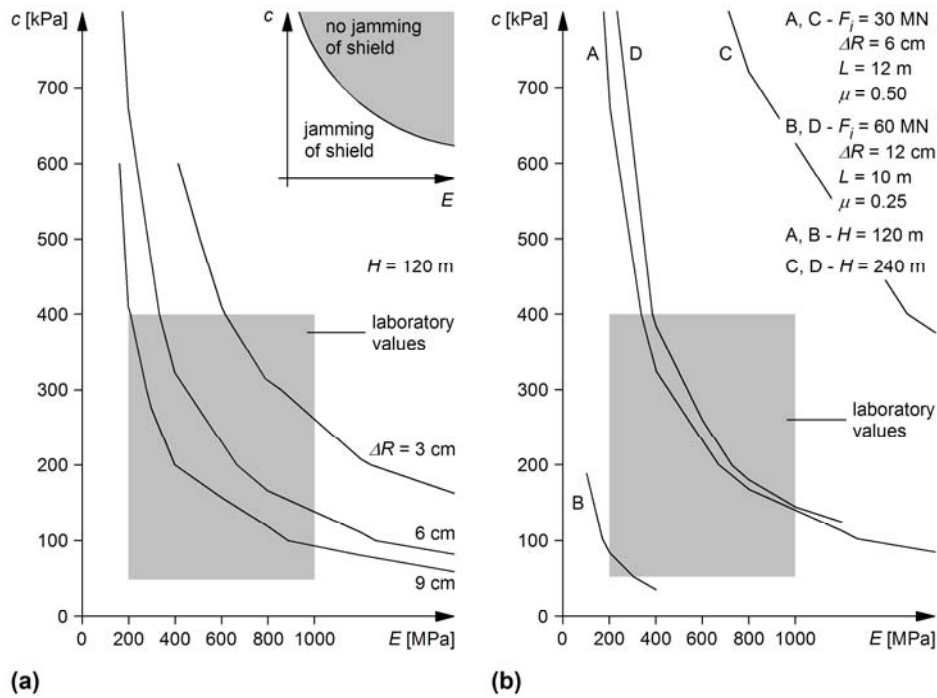 c [kPa]
700
600
500
400
300
200
100
0
0
200
400
600
800
1000
E [MPa]
c
no jamming
of shield
jamming
of shield
E
H = 120 m
laboratory
values
ΔR = 3 cm
6 cm
9 cm
(a)
c [kPa]
700
600
500
400
300
200
100
0
0
200
400
600
800
1000
E [MPa]
A
D
C
B
A, C - Fi = 30 MN
ΔR = 6 cm
L = 12 m
μ = 0.50
B, D - Fi = 60 MN
ΔR = 12 cm
L = 10 m
μ = 0.25
A, B - H = 120 m
C, D - H = 240 m
laboratory
values
(b)